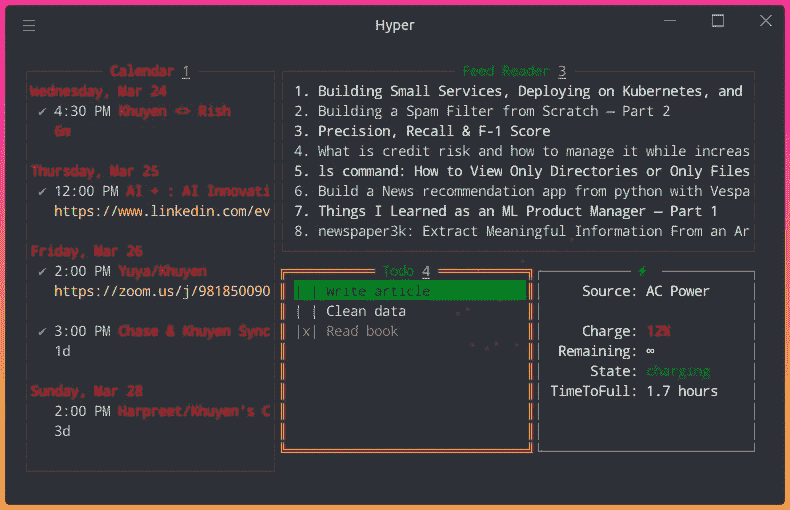 Hyper
Calendar 1
Wednesday, Mar 24
✔ 4:30 PM Khuyen <> Rish
6m
Thursday, Mar 25
✔ 12:00 PM AI + : AI Innovati
https://www.linkedin.com/ev
Friday, Mar 26
✔ 2:00 PM Yuya/Khuyen
https://zoom.us/j/981850090
✔ 3:00 PM Chase & Khuyen Sync
1d
Sunday, Mar 28
2:00 PM Harpreet/Khuyen's C
3d
Feed Reader 3
1. Building Small Services, Deploying on Kubernetes, and
2. Building a Spam Filter from Scratch — Part 2
3. Precision, Recall & F-1 Score
4. What is credit risk and how to manage it while increas
5. ls command: How to View Only Directories or Only Files
6. Build a News recommendation app from python with Vespa
7. Things I Learned as an ML Product Manager — Part 1
8. newspaper3k: Extract Meaningful Information From an Ar
Todo 4
| | Write article
| | Clean data
|x| Read book
⚡
Source: AC Power
Charge: 12%
Remaining: ∞
State: charging
TimeToFull: 1.7 hours